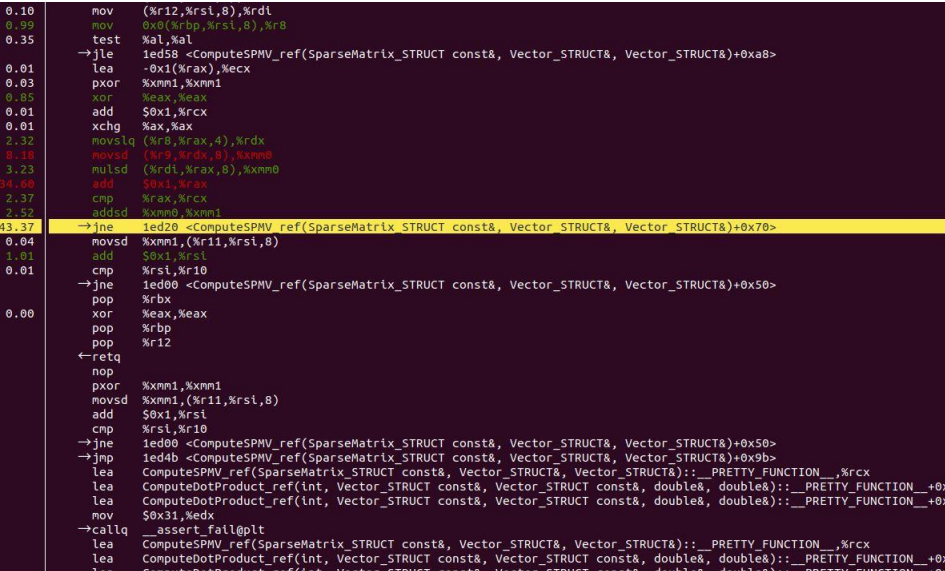 0.10 mov (%r12,%rsi,8),%rdi
0.99 mov 0x0(%rbp,%rsi,8),%r8
0.35 test %al,%al
→jle 1ed58 <ComputeSPMV_ref(SparseMatrix_STRUCT const&, Vector_STRUCT&, Vector_STRUCT&)+0xa8>
0.01 lea -0x1(%rax),%ecx
0.03 pxor %xmm1,%xmm1
0.85 xor %eax,%eax
0.01 add $0x1,%rcx
0.01 xchg %ax,%ax
2.32 movslq (%r8,%rax,4),%rdx
8.18 movsd (%r9,%rdx,8),%xmm0
3.23 mulsd (%rdi,%rax,8),%xmm0
34.60 add $0x1,%rax
2.37 cmp %rax,%rcx
2.52 addsd %xmm0,%xmm1
43.37 →jne 1ed20 <ComputeSPMV_ref(SparseMatrix_STRUCT const&, Vector_STRUCT&, Vector_STRUCT&)+0x70>
0.04 movsd %xmm1,(%r11,%rsi,8)
1.01 add $0x1,%rsi
0.01 cmp %rsi,%r10
→jne 1ed00 <ComputeSPMV_ref(SparseMatrix_STRUCT const&, Vector_STRUCT&, Vector_STRUCT&)+0x50>
pop %rbx
0.00 xor %eax,%eax
pop %rbp
pop %r12
←retq
nop
pxor %xmm1,%xmm1
movsd %xmm1,(%r11,%rsi,8)
add $0x1,%rsi
cmp %rsi,%r10
→jne 1ed00 <ComputeSPMV_ref(SparseMatrix_STRUCT const&, Vector_STRUCT&, Vector_STRUCT&)+0x50>
→jmp 1ed4b <ComputeSPMV_ref(SparseMatrix_STRUCT const&, Vector_STRUCT&, Vector_STRUCT&)+0x9b>
lea ComputeSPMV_ref(SparseMatrix_STRUCT const&, Vector_STRUCT&, Vector_STRUCT&)::__PRETTY_FUNCTION__,%rcx
lea ComputeDotProduct_ref(int, Vector_STRUCT const&, Vector_STRUCT const&, double&, double&)::__PRETTY_FUNCTION__+0x
lea ComputeDotProduct_ref(int, Vector_STRUCT const&, Vector_STRUCT const&, double&, double&)::__PRETTY_FUNCTION__+0x
mov $0x31,%edx
→callq __assert_fail@plt
lea ComputeSPMV_ref(SparseMatrix_STRUCT const&, Vector_STRUCT&, Vector_STRUCT&)::__PRETTY_FUNCTION__,%rcx
lea ComputeDotProduct_ref(int, Vector_STRUCT const&, Vector_STRUCT const&, double&, double&)::__PRETTY_FUNCTION__+0x